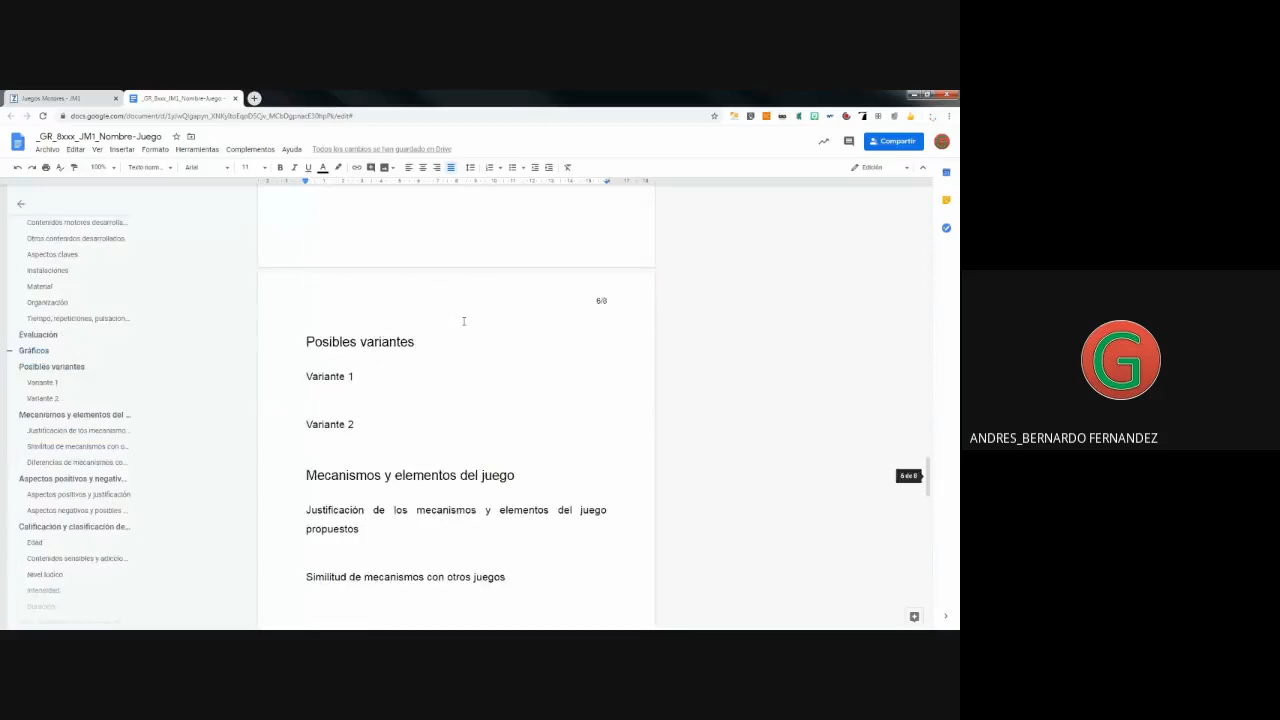 Juegos Menores - JM1
_GR_8xxx_JM1_Nombre-Juego -
_GR_8xxx_JM1_Nombre-Juego
Archivo Editar Ver Insertar Formato Herramientas Complementos Ayuda Todos los cambios se han guardado en Drive
Compartir
100% Texto norm... Arial 11 Edición
Contenidos motores desarrolla...
Otros contenidos desarrollados
Aspectos claves
Instalaciones
Material
Organización
Tiempo, repeticiones, pulsacion...
Evaluación
Gráficos
Posibles variantes
Variante 1
Variante 2
Mecanismos y elementos del ...
Justificación de los mecanismo...
Similitud de mecanismos con o...
Diferencias de mecanismos co...
Aspectos positivos y negativ...
Aspectos positivos y justificación
Aspectos negativos y posibles ...
Calificación y clasificación de...
Edad
Contenidos sensibles y adiccio...
Nivel lúdico
Intensidad
Duración
6/8
Posibles variantes
Variante 1
Variante 2
Mecanismos y elementos del juego
Justificación de los mecanismos y elementos del juego
propuestos
Similitud de mecanismos con otros juegos
6 de 8
G
ANDRES_BERNARDO FERNANDEZ